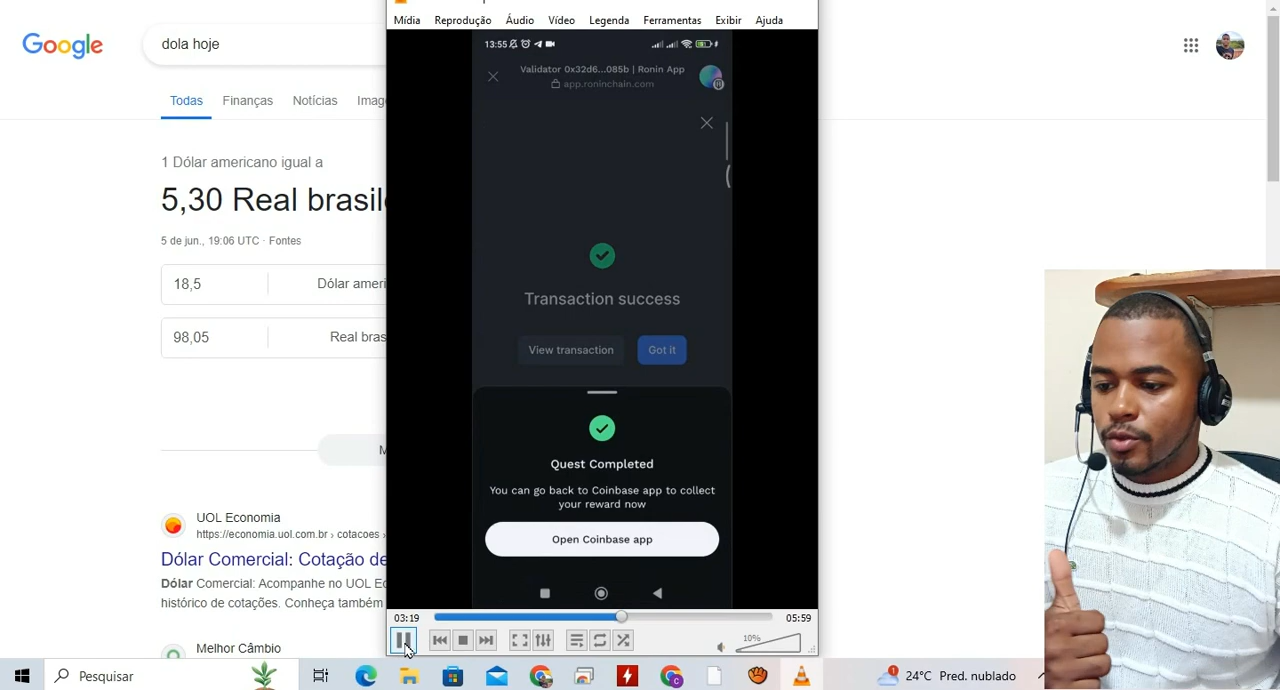 Google
dola hoje
Todas
Finanças
Notícias
Imag
1 Dólar americano igual a
5,30 Real brasile
5 de jun., 19:06 UTC · Fontes
18,5
Dólar ameri
98,05
Real bras
M
UOL Economia
https://economia.uol.com.br › cotacoes ›
Dólar Comercial: Cotação de
Dólar Comercial: Acompanhe no UOL Ec
histórico de cotações. Conheça também
Melhor Câmbio
Mídia
Reprodução
Áudio
Vídeo
Legenda
Ferramentas
Exibir
Ajuda
13:55
Validator 0x32d6...085b | Ronin App
app.roninchain.com
Transaction success
View transaction
Got it
Quest Completed
You can go back to Coinbase app to collect
your reward now
Open Coinbase app
03:19
05:59
10%
Pesquisar
1
24°C Pred. nublado